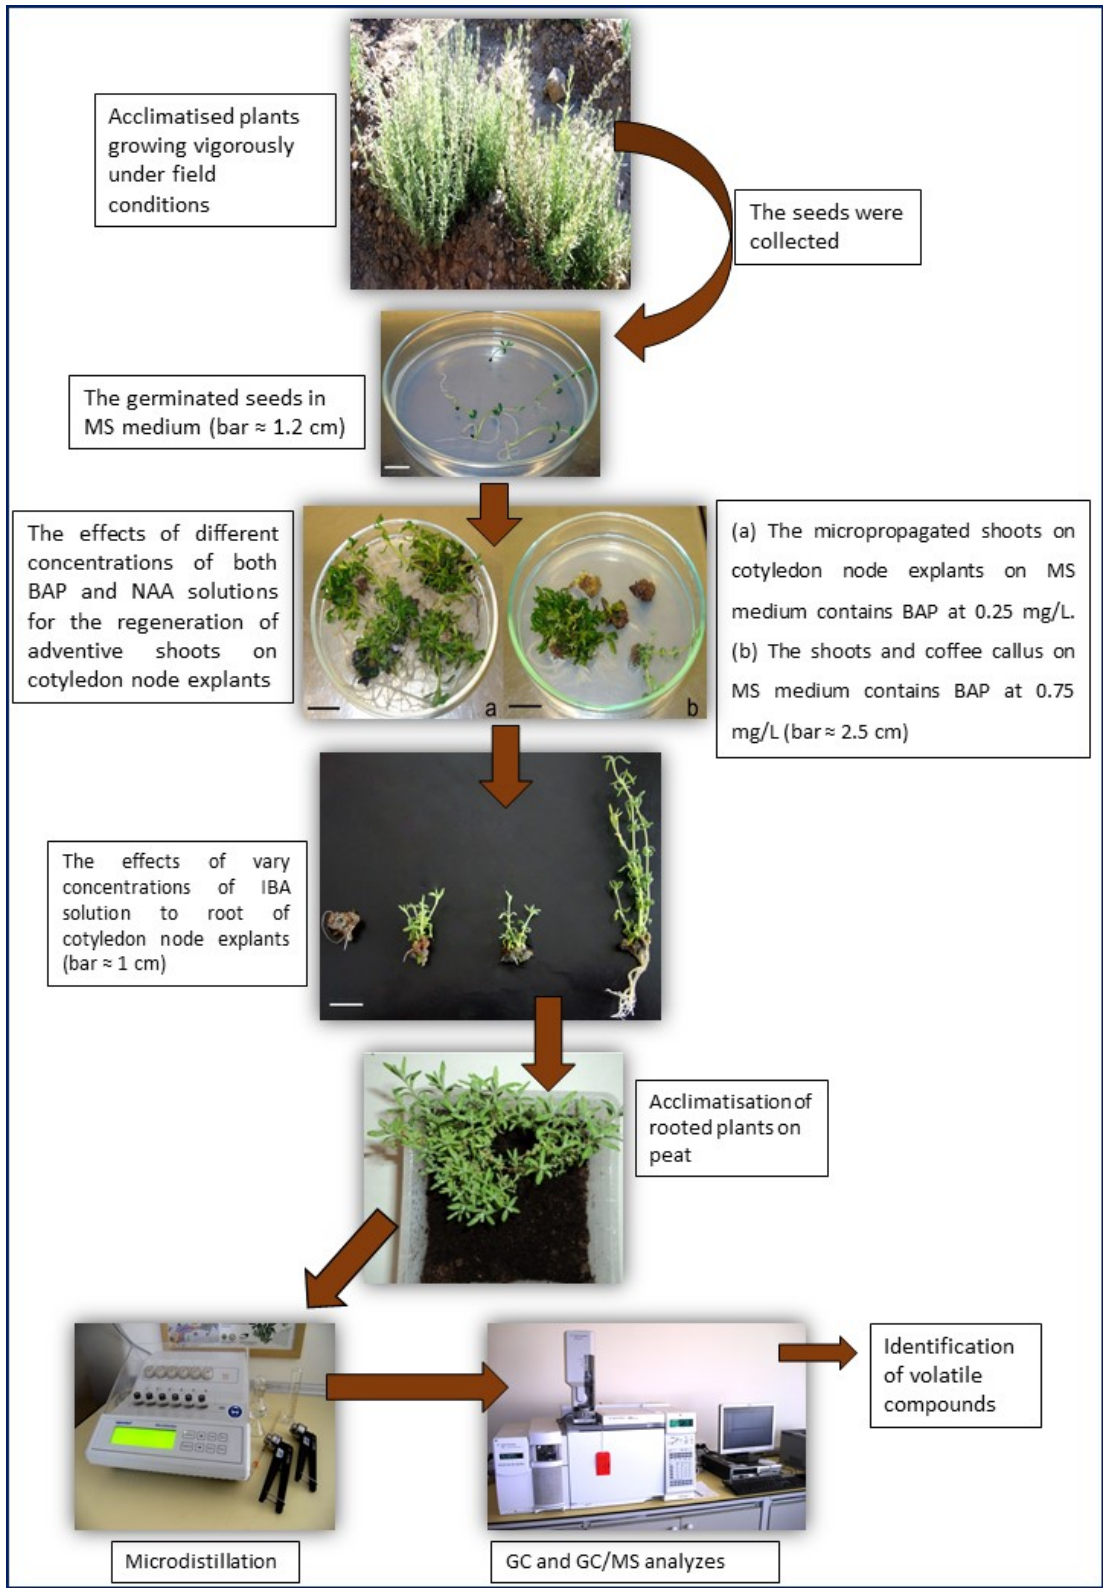 Acclimatised plants
growing vigorously
under field
conditions
The seeds were
collected
The germinated seeds in
MS medium (bar ≈ 1.2 cm)
The effects of different
concentrations of both
BAP and NAA solutions
for the regeneration of
adventive shoots on
cotyledon node explants
a
b
(a) The micropropagated shoots on
cotyledon node explants on MS
medium contains BAP at 0.25 mg/L.
(b) The shoots and coffee callus on
MS medium contains BAP at 0.75
mg/L (bar ≈ 2.5 cm)
The effects of vary
concentrations of IBA
solution to root of
cotyledon node explants
(bar ≈ 1 cm)
Acclimatisation of
rooted plants on
peat
Identification
of volatile
compounds
Microdistillation
GC and GC/MS analyzes